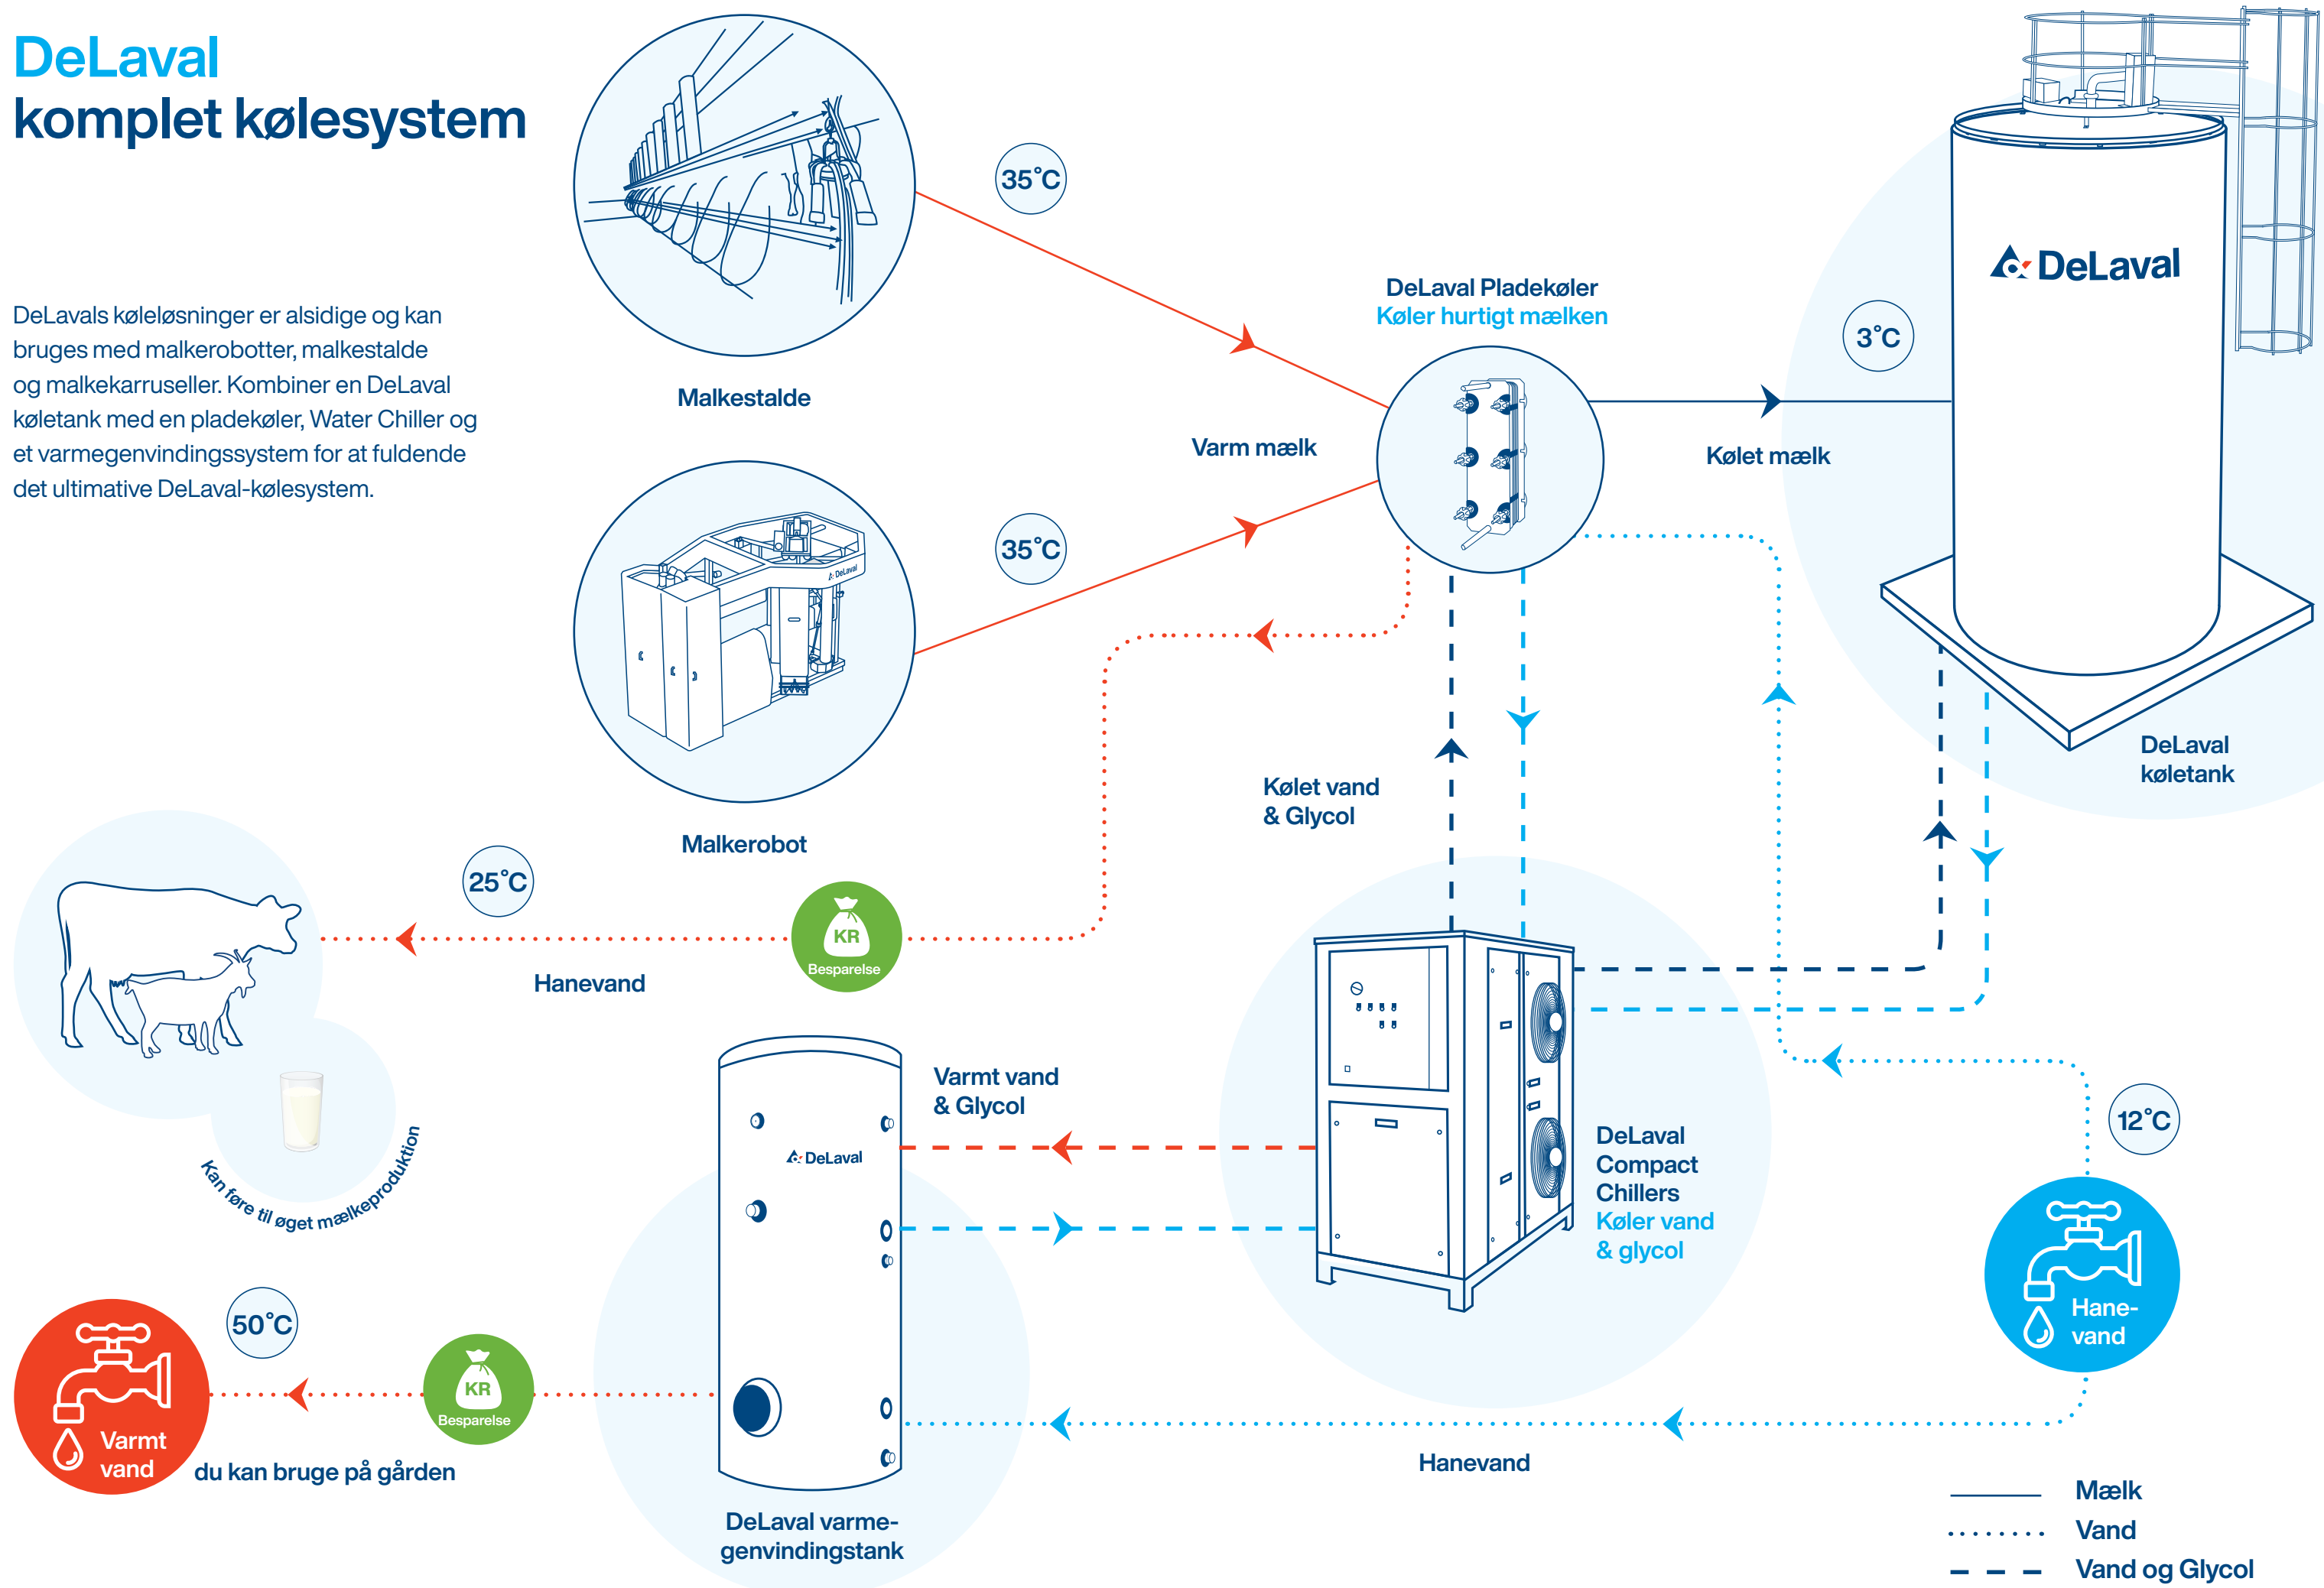 DeLaval
komplet kølesystem
DeLavals køleløsninger er alsidige og kan
bruges med malkerobotter, malkestalde
og malkekarruseller. Kombiner en DeLaval
køletank med en pladekøler, Water Chiller og
et varmegenvindingssystem for at fuldende
det ultimative DeLaval-kølesystem.
Malkestalde
35°C
DeLaval
Malkerobot
35°C
Varm mælk
DeLaval Pladekøler
Køler hurtigt mælken
3°C
Kølet mælk
DeLaval
DeLaval
køletank
Kølet vand
& Glycol
25°C
KR
Besparelse
Hanevand
Kan føre til øget mælkeproduktion
Varmt vand
& Glycol
DeLaval
DeLaval
Compact
Chillers
Køler vand
& glycol
12°C
Hane-
vand
50°C
Varmt
vand
KR
Besparelse
du kan bruge på gården
Hanevand
DeLaval varme-
genvindingstank
Mælk
Vand
Vand og Glycol